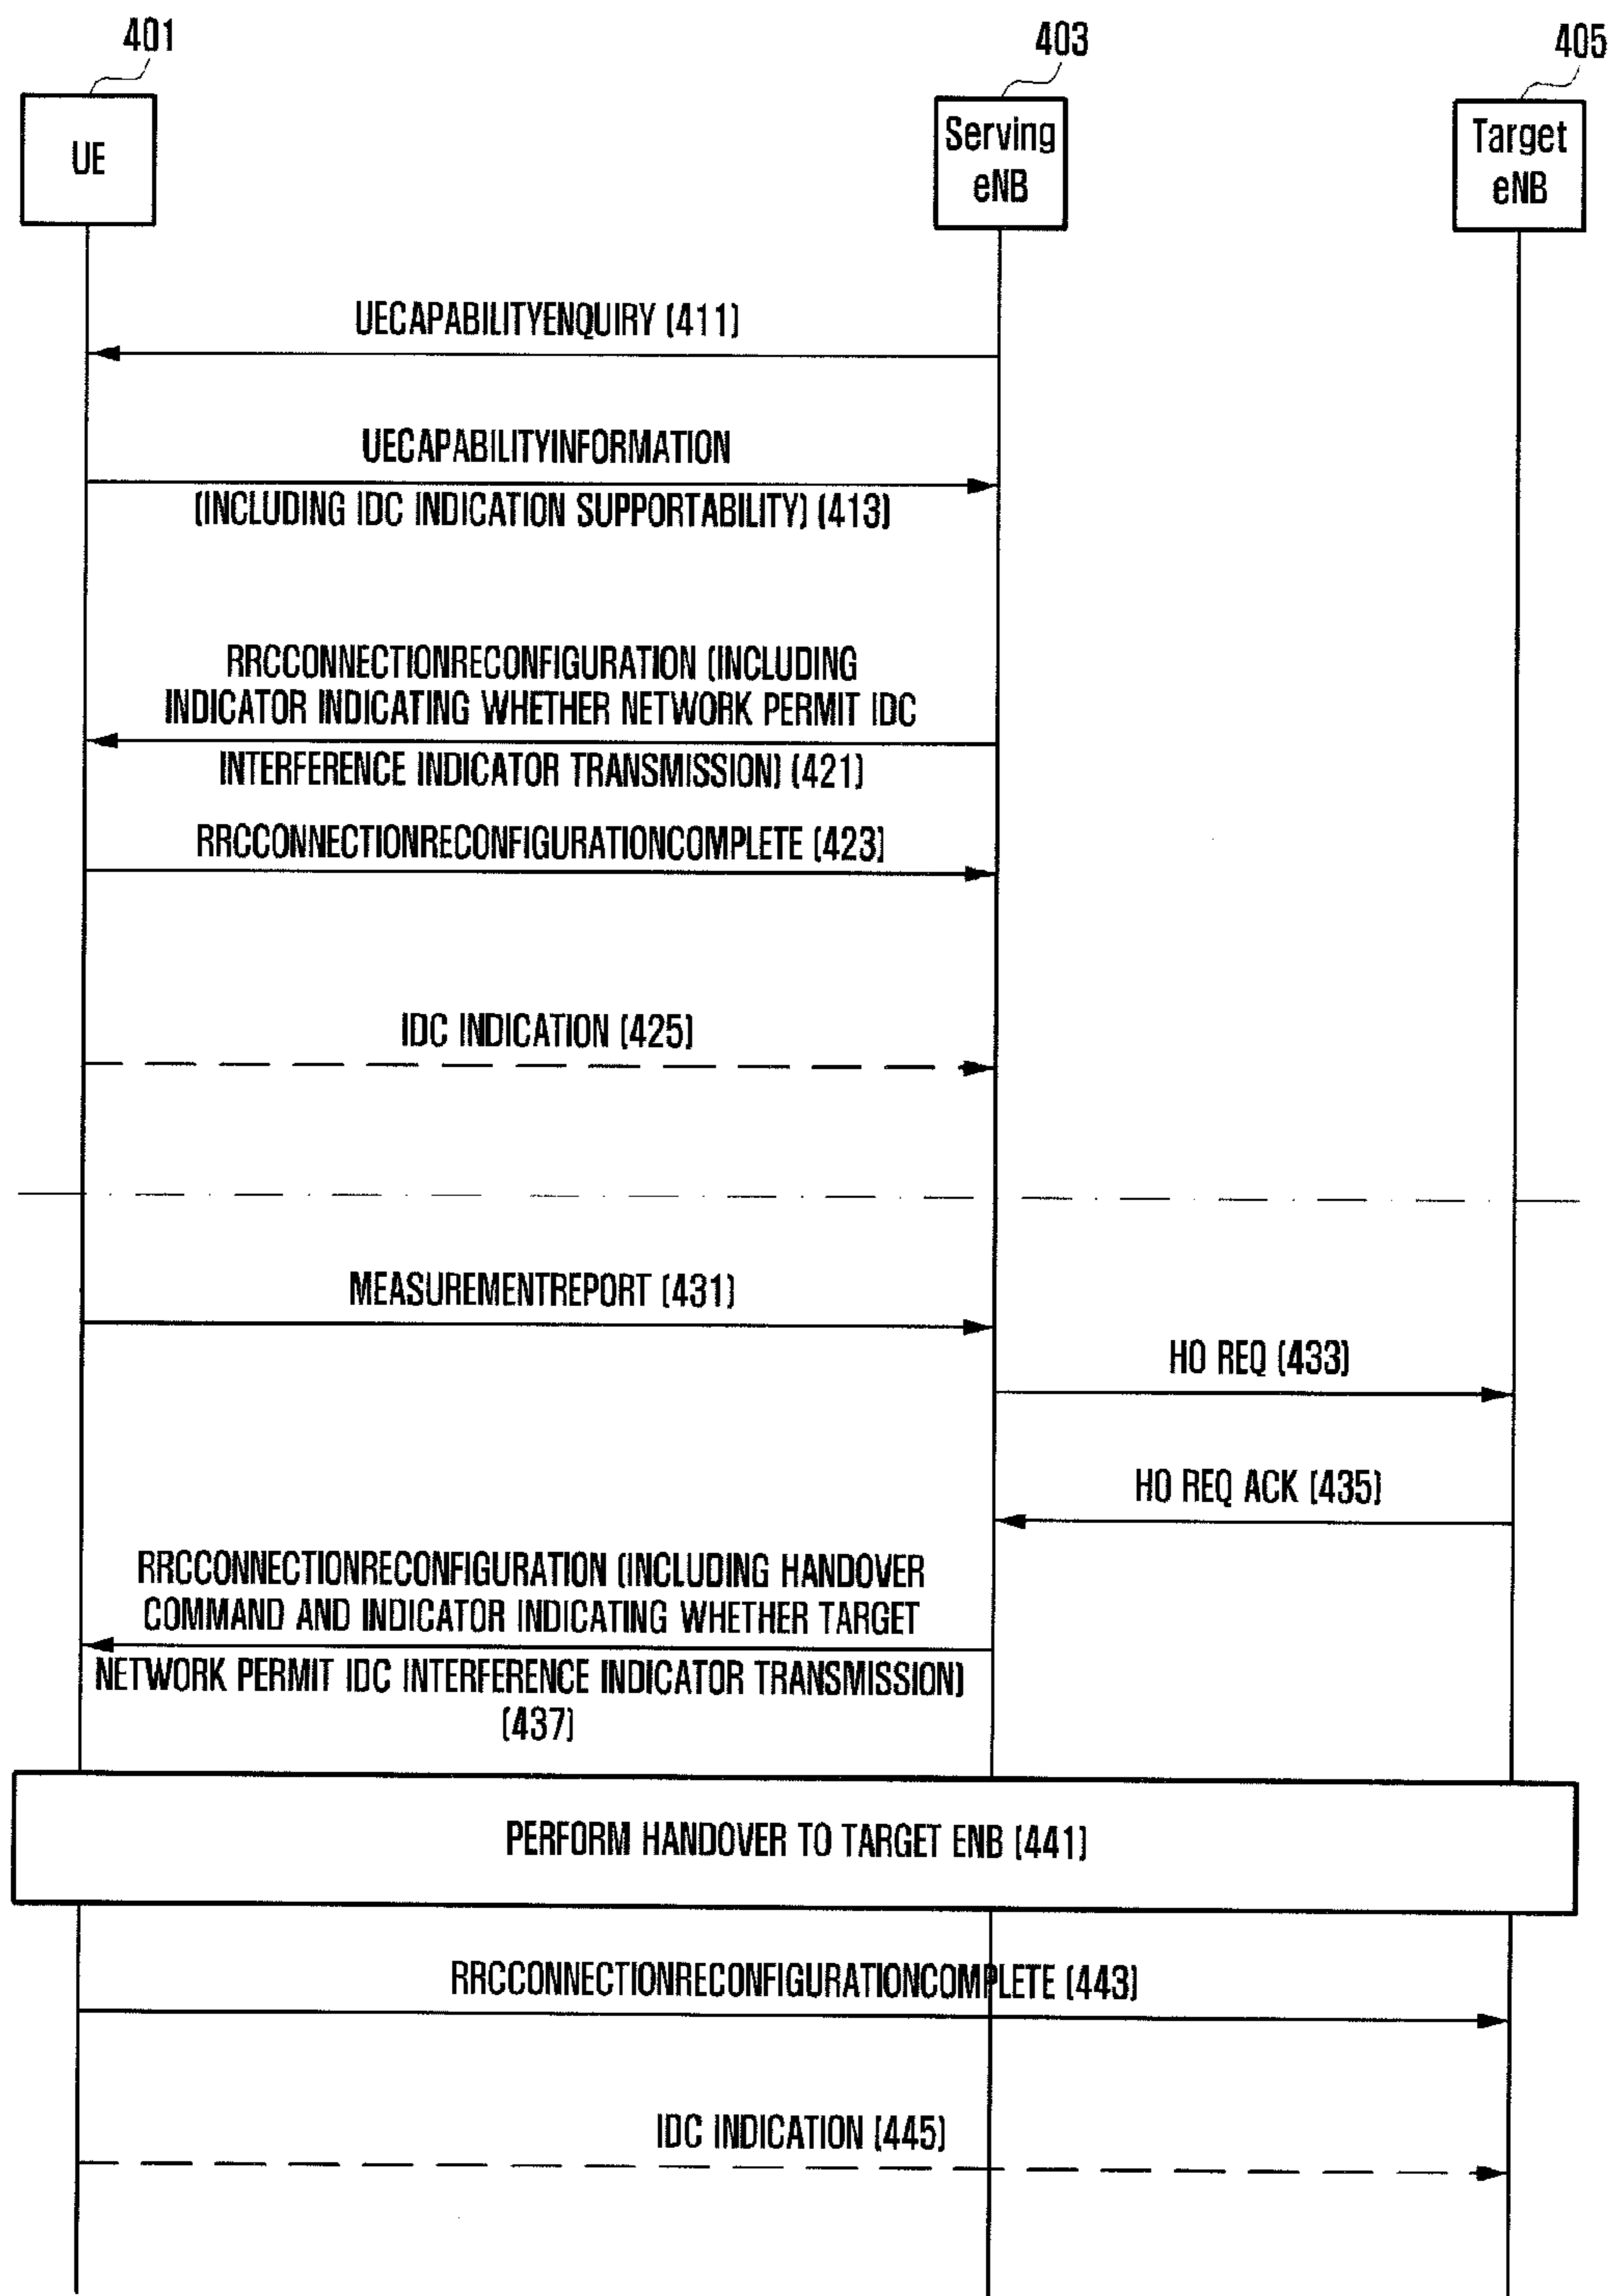 401
403
405
UE
Serving
eNB
Target
eNB
UECAPABILITYENQUIRY (411)
UECAPABILITYINFORMATION
(INCLUDING IDC INDICATION SUPPORTABILITY) (413)
RRCCONNECTIONRECONFIGURATION (INCLUDING
INDICATOR INDICATING WHETHER NETWORK PERMIT IDC
INTERFERENCE INDICATOR TRANSMISSION) (421)
RRCCONNECTIONRECONFIGURATIONCOMPLETE (423)
IDC INDICATION (425)
MEASUREMENTREPORT (431)
HO REQ (433)
HO REQ ACK (435)
RRCCONNECTIONRECONFIGURATION (INCLUDING HANDOVER
COMMAND AND INDICATOR INDICATING WHETHER TARGET
NETWORK PERMIT IDC INTERFERENCE INDICATOR TRANSMISSION)
(437)
PERFORM HANDOVER TO TARGET ENB (441)
RRCCONNECTIONRECONFIGURATIONCOMPLETE (443)
IDC INDICATION (445)